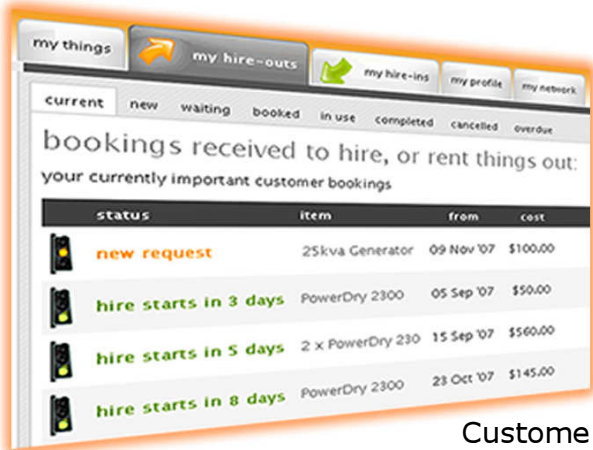 my things my hire-outs my hire-ins my profile my network
current new waiting booked in use completed cancelled overdue
bookings received to hire, or rent things out:
your currently important customer bookings
status item from cost
new request 25kva Generator 09 Nov '07 $100.00
hire starts in 3 days PowerDry 2300 05 Sep '07 $50.00
hire starts in 5 days 2 x PowerDry 230 15 Sep '07 $560.00
hire starts in 8 days PowerDry 2300 23 Oct '07 $145.00
Custome